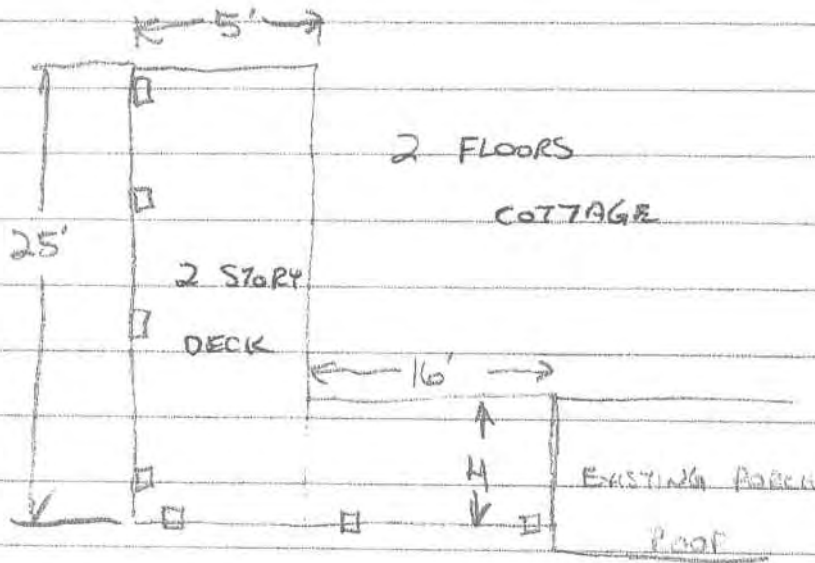 5'
2 FLOORS
COTTAGE
25'
2 STORY
DECK
16'
4
EXISTING PORCH
ROOF